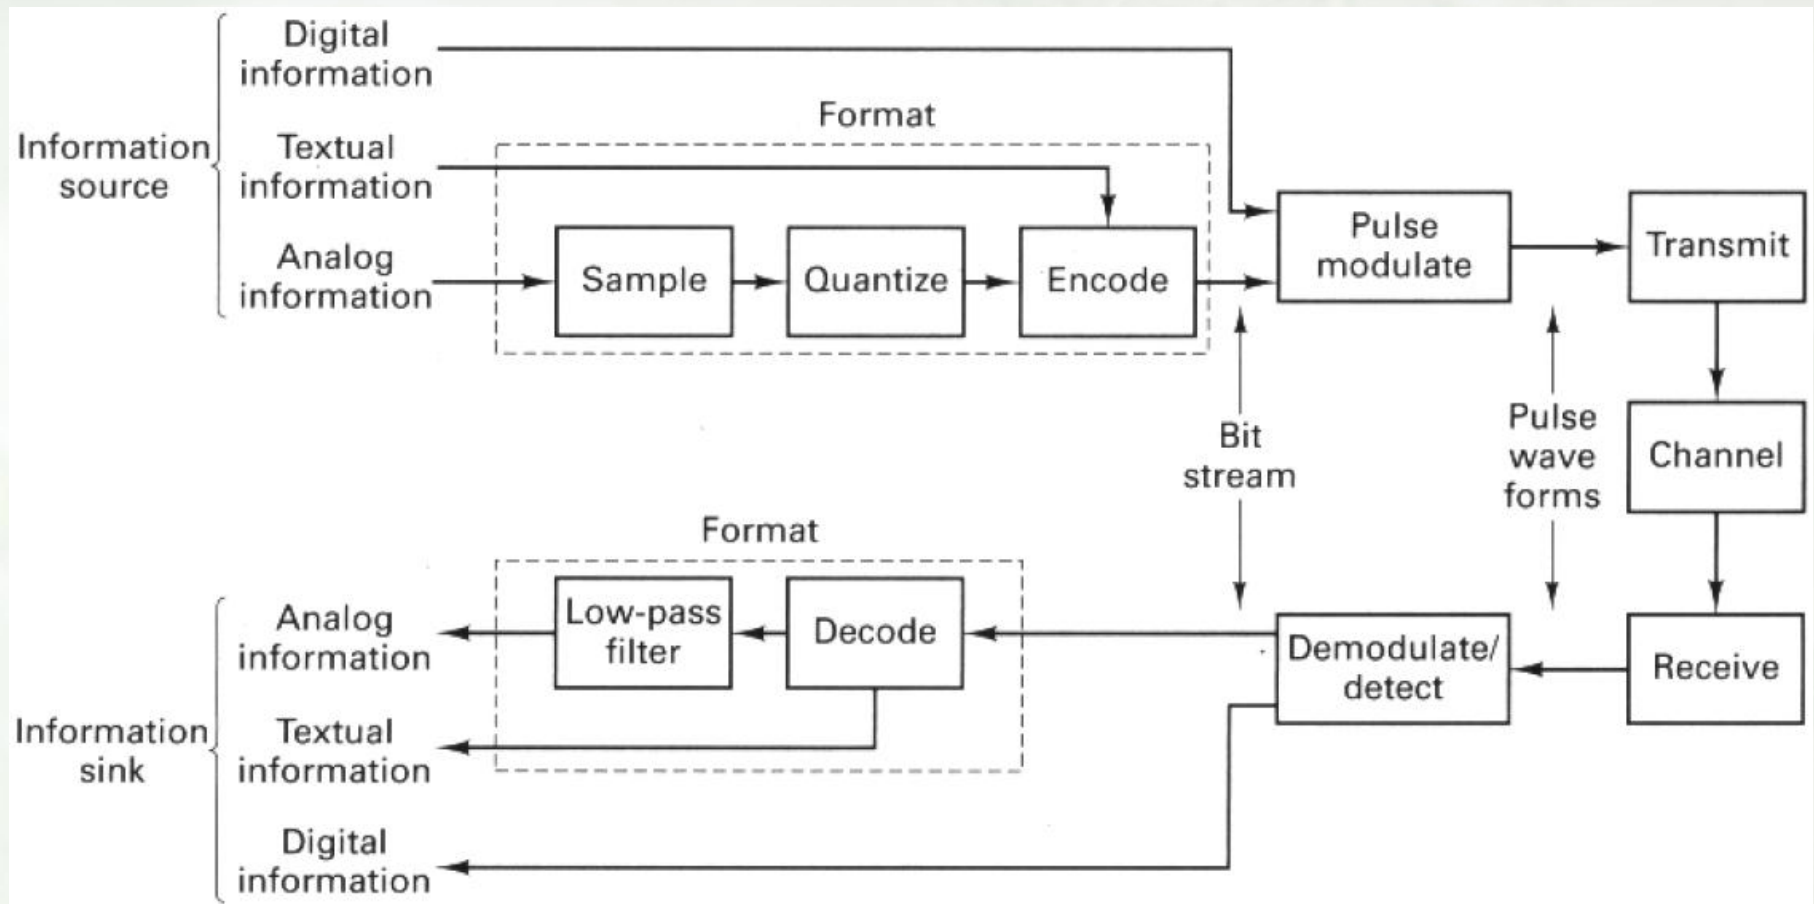 Digital
information
Format
Information
source
Textual
information
Analog
information
Sample
Quantize
Encode
Pulse
modulate
Transmit
Bit
stream
Pulse
wave
forms
Channel
Format
Information
sink
Analog
information
Low-pass
filter
Decode
Demodulate/
detect
Receive
Textual
information
Digital
information